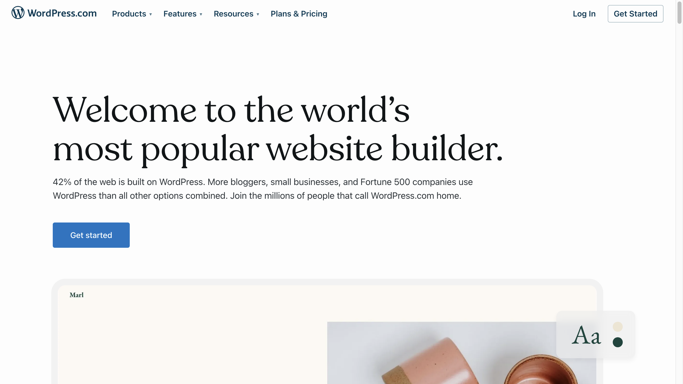 WordPress.com Products Features Resources Plans & Pricing Log In Get Started
Welcome to the world's
most popular website builder.
42% of the web is built on WordPress. More bloggers, small businesses, and Fortune 500 companies use
WordPress than all other options combined. Join the millions of people that call WordPress.com home.
Get started
Marl
Aa